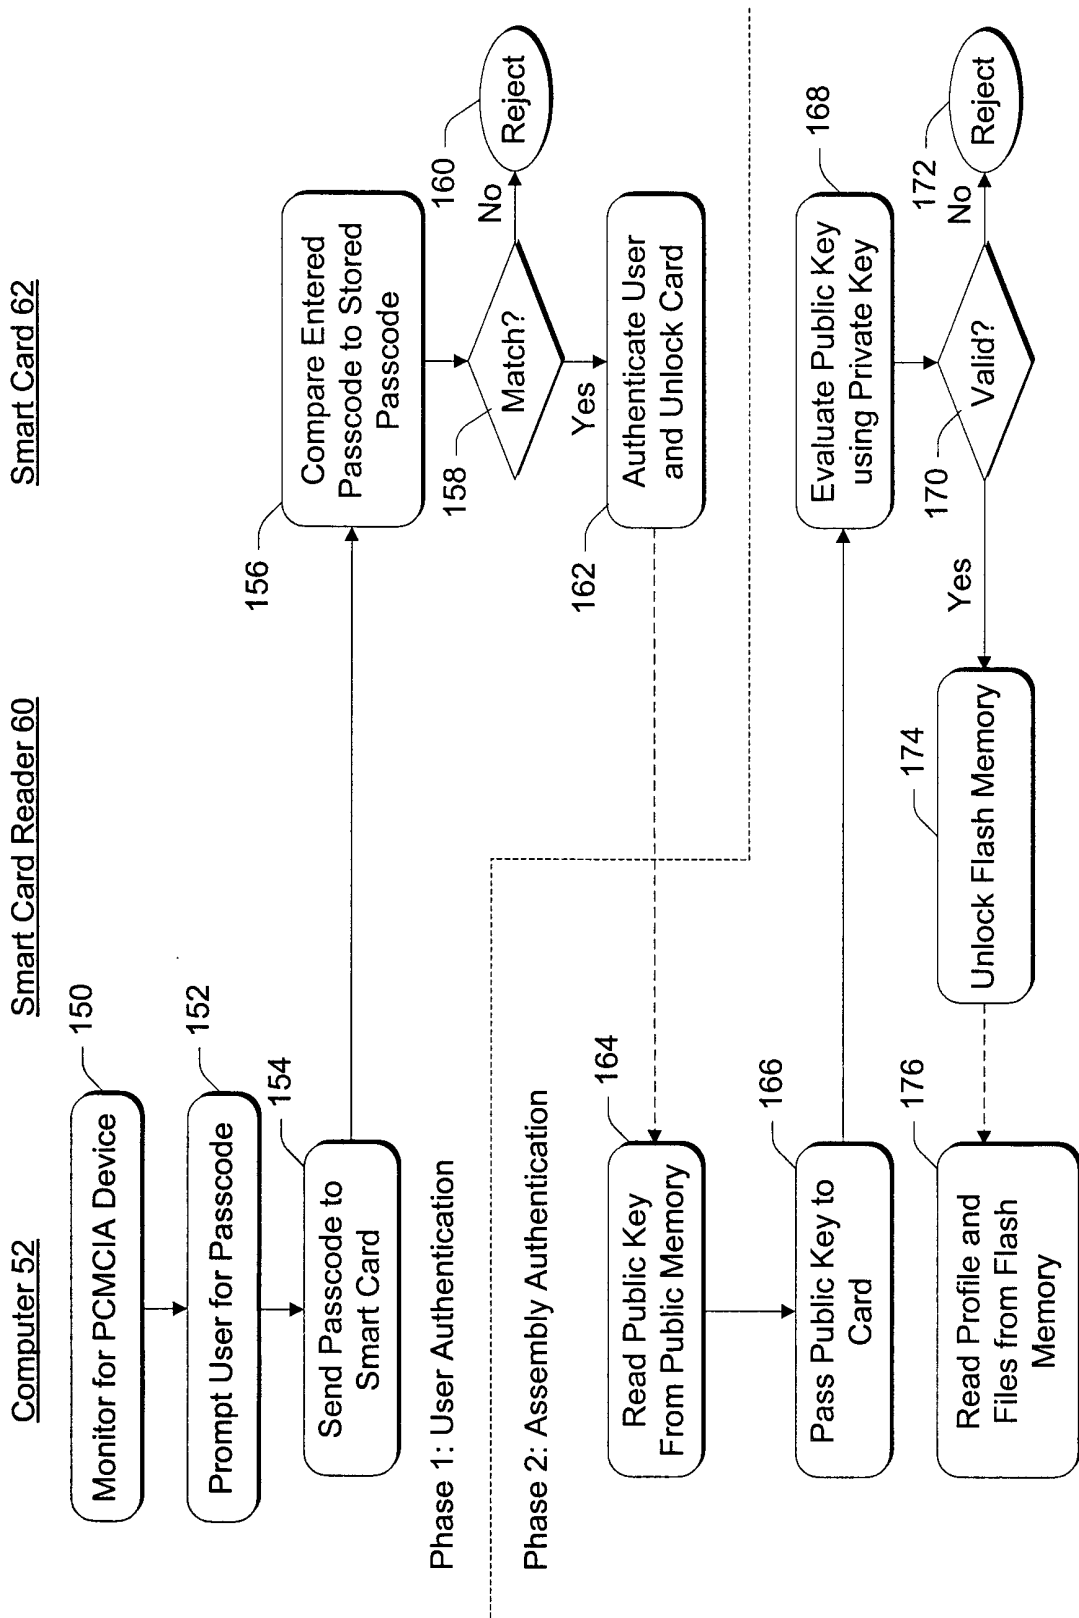 Computer 52
Smart Card Reader 60
Smart Card 62
150
Monitor for PCMCIA Device
152
Prompt User for Passcode
154
Send Passcode to
Smart Card
156
Compare Entered
Passcode to Stored
Passcode
158
Match?
No
160
Reject
Yes
162
Authenticate User
and Unlock Card
Phase 1: User Authentication
Phase 2: Assembly Authentication
164
Read Public Key
From Public Memory
166
Pass Public Key to
Card
168
Evaluate Public Key
using Private Key
170
Valid?
No
172
Reject
Yes
174
Unlock Flash Memory
176
Read Profile and
Files from Flash
Memory